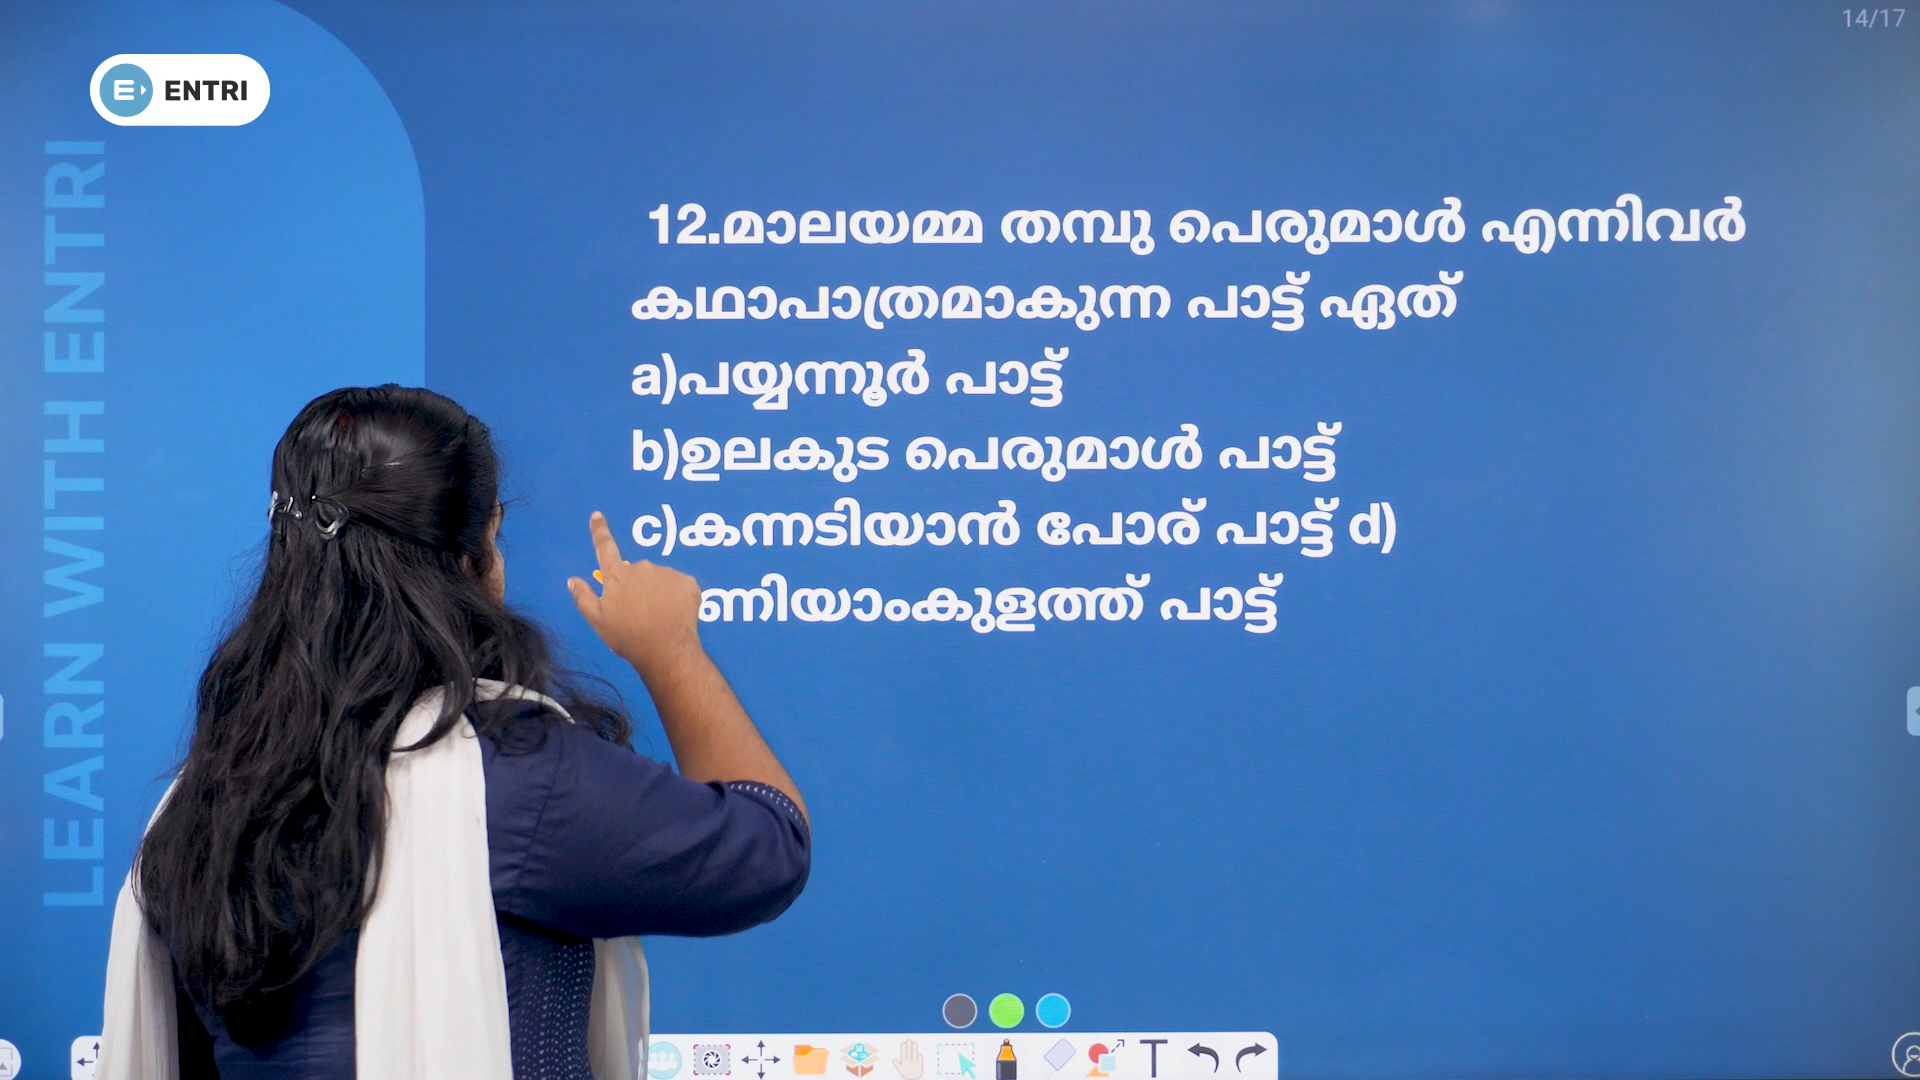 14/17
ENTRI
LEARN WITH ENTRI
12.മാലയമ്മ തമ്പു പെരുമാൾ എന്നിവർ
കഥാപാത്രമാകുന്ന പാട്ട് ഏത്
a)പയ്യന്നൂർ പാട്ട്
b)ഉലകുട പെരുമാൾ പാട്ട്
c)കന്നടിയാൻ പോര് പാട്ട് d)
പാട്ട്